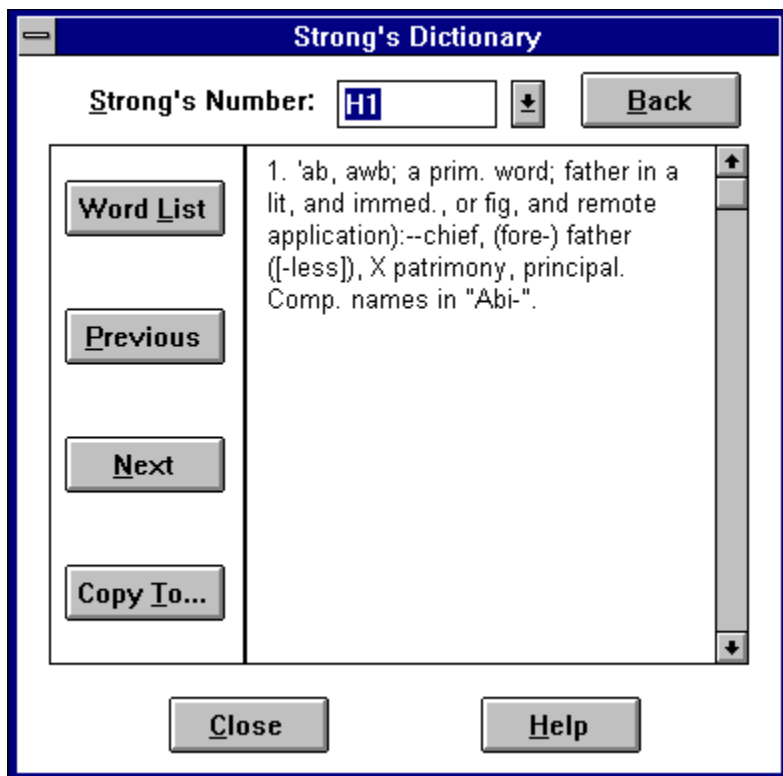 Strong's Dictionary
Strong's Number: H1 Back
Word List
Previous
Next
Copy To...
1. 'ab, awb; a prim. word; father in a
lit, and immed., or fig, and remote
application):--chief, (fore-) father
([-less]), X patrimony, principal.
Comp. names in "Abi-".
Close Help